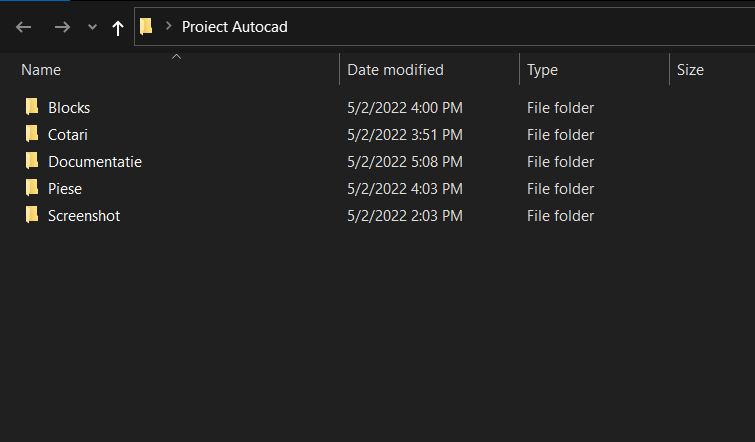 Proiect Autocad
Name Date modified Type Size
Blocks 5/2/2022 4:00 PM File folder
Cotari 5/2/2022 3:51 PM File folder
Documentatie 5/2/2022 5:08 PM File folder
Piese 5/2/2022 4:03 PM File folder
Screenshot 5/2/2022 2:03 PM File folder